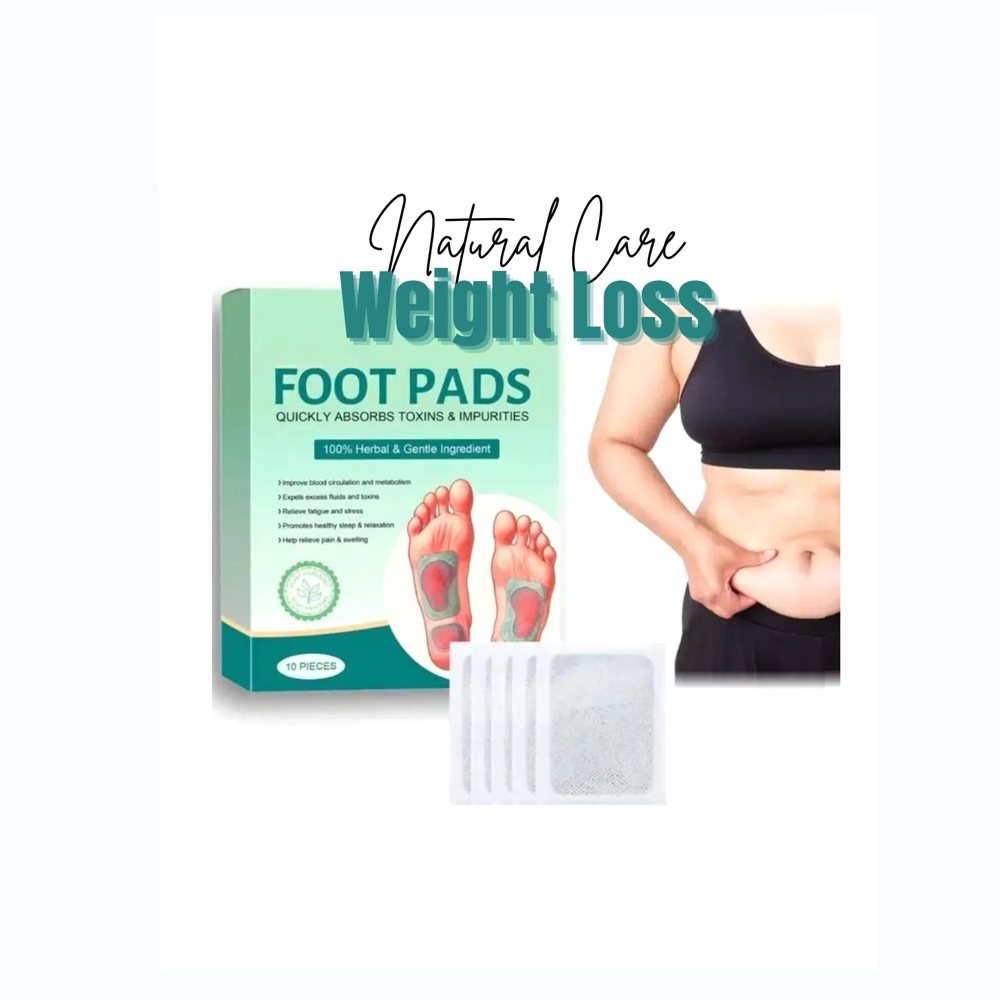 Natural Care
Weight Loss
FOOT PADS
QUICKLY ABSORBS TOXINS & IMPURITIES
100% Herbal & Gentle Ingredient
Improve blood circulation and metabolism
Expels excess fluids and toxins
Relieve fatigue and stress
Promotes healthy sleep & relaxation
Help relieve pain & swelling
10 PIECES